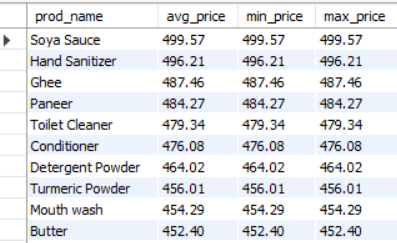 prod_name avg_price min_price max_price
Soya Sauce 499.57 499.57 499.57
Hand Sanitizer 496.21 496.21 496.21
Ghee 487.46 487.46 487.46
Paneer 484.27 484.27 484.27
Toilet Cleaner 479.34 479.34 479.34
Conditioner 476.08 476.08 476.08
Detergent Powder 464.02 464.02 464.02
Turmeric Powder 456.01 456.01 456.01
Mouth wash 454.29 454.29 454.29
Butter 452.40 452.40 452.40